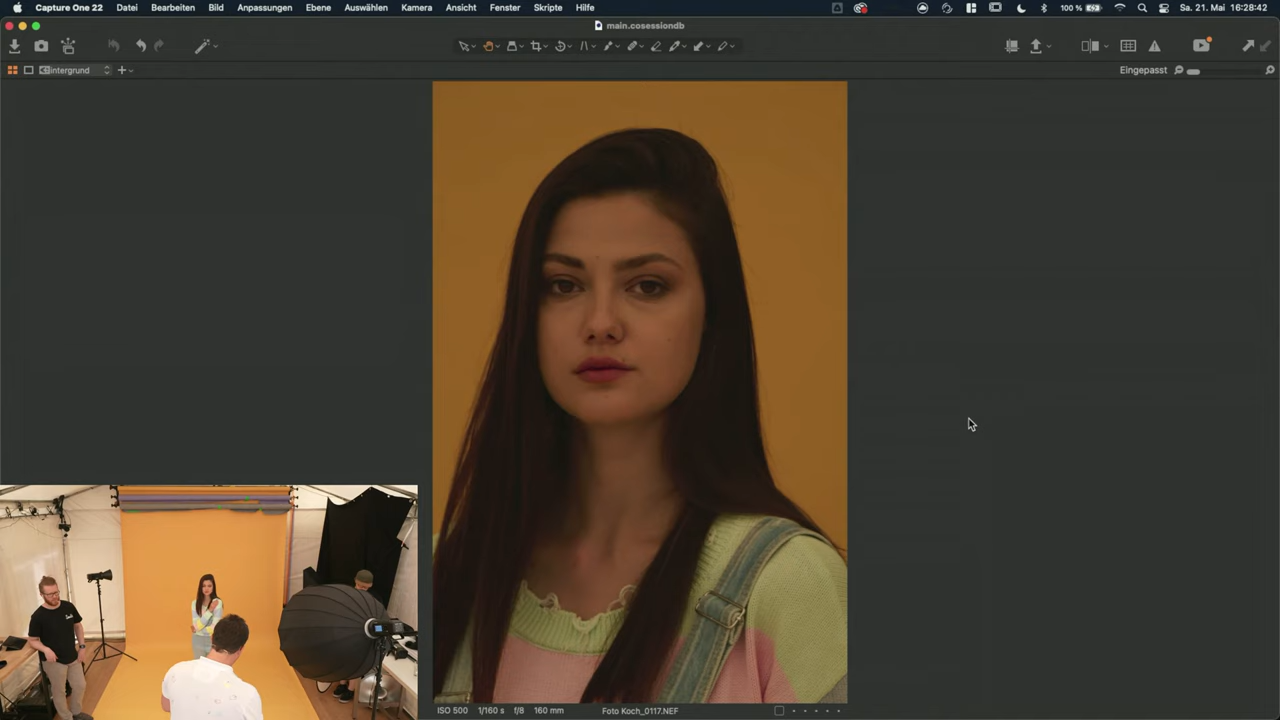 Capture One 22 Datei Bearbeiten Bild Anpassungen Ebene Auswählen Kamera Ansicht Fenster Skripte Hilfe 100 % Sa. 21. Mai 16:28:42
main.cosessiondb
Hintergrund Eingepasst
ISO 500 1/160 s f/8 160 mm Foto Koch_0117.NEF